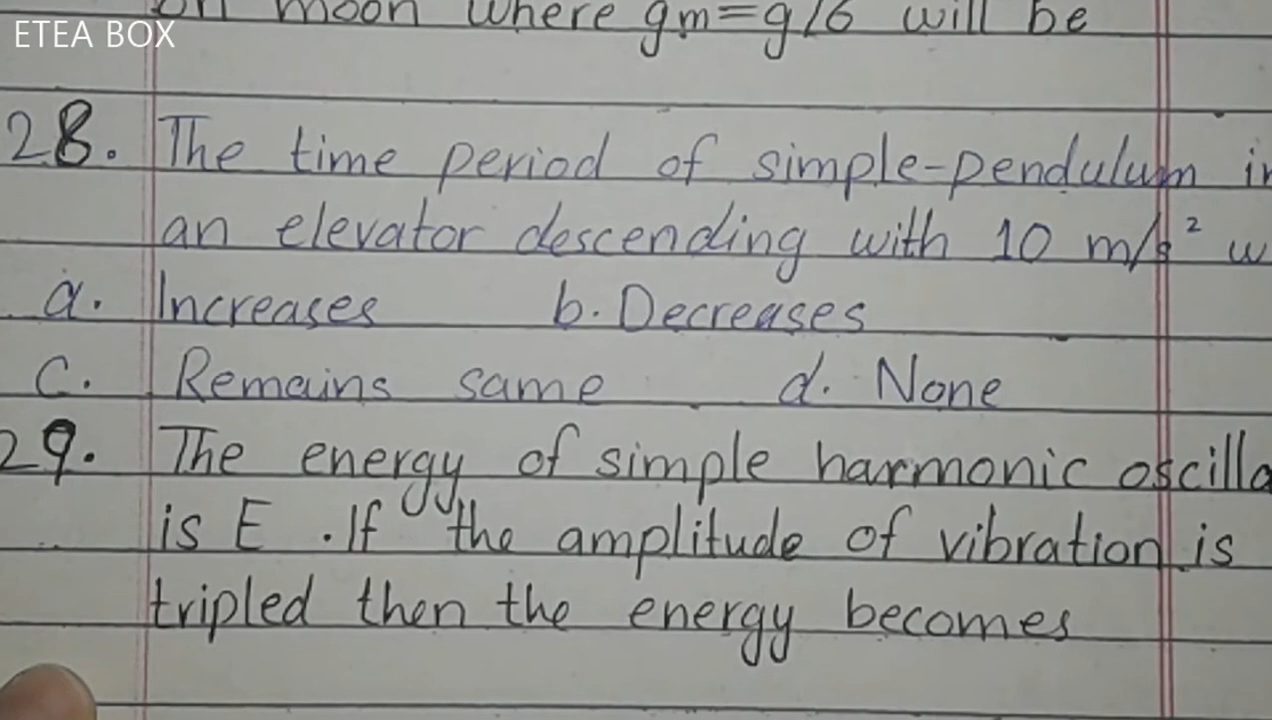 on moon where gm=g/6 will be
ETEA BOX
28. The time period of simple-pendulum in
an elevator descending with 10 m/s² w
a. Increases b. Decreases
c. Remains same d. None
29. The energy of simple harmonic oscilla
is E . If the amplitude of vibration is
tripled then the energy becomes